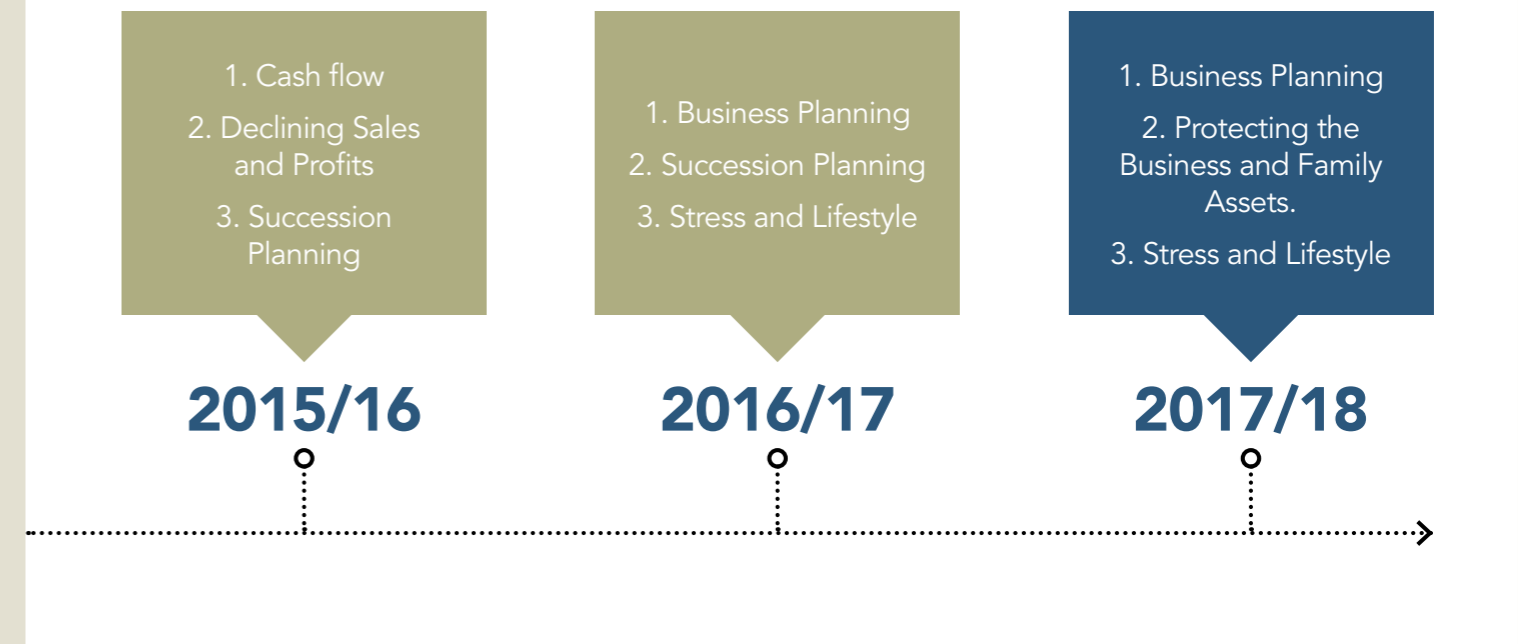 1. Cash flow
2. Declining Sales
and Profits
3. Succession
Planning
2015/16
1. Business Planning
2. Succession Planning
3. Stress and Lifestyle
2016/17
1. Business Planning
2. Protecting the
Business and Family
Assets.
3. Stress and Lifestyle
2017/18